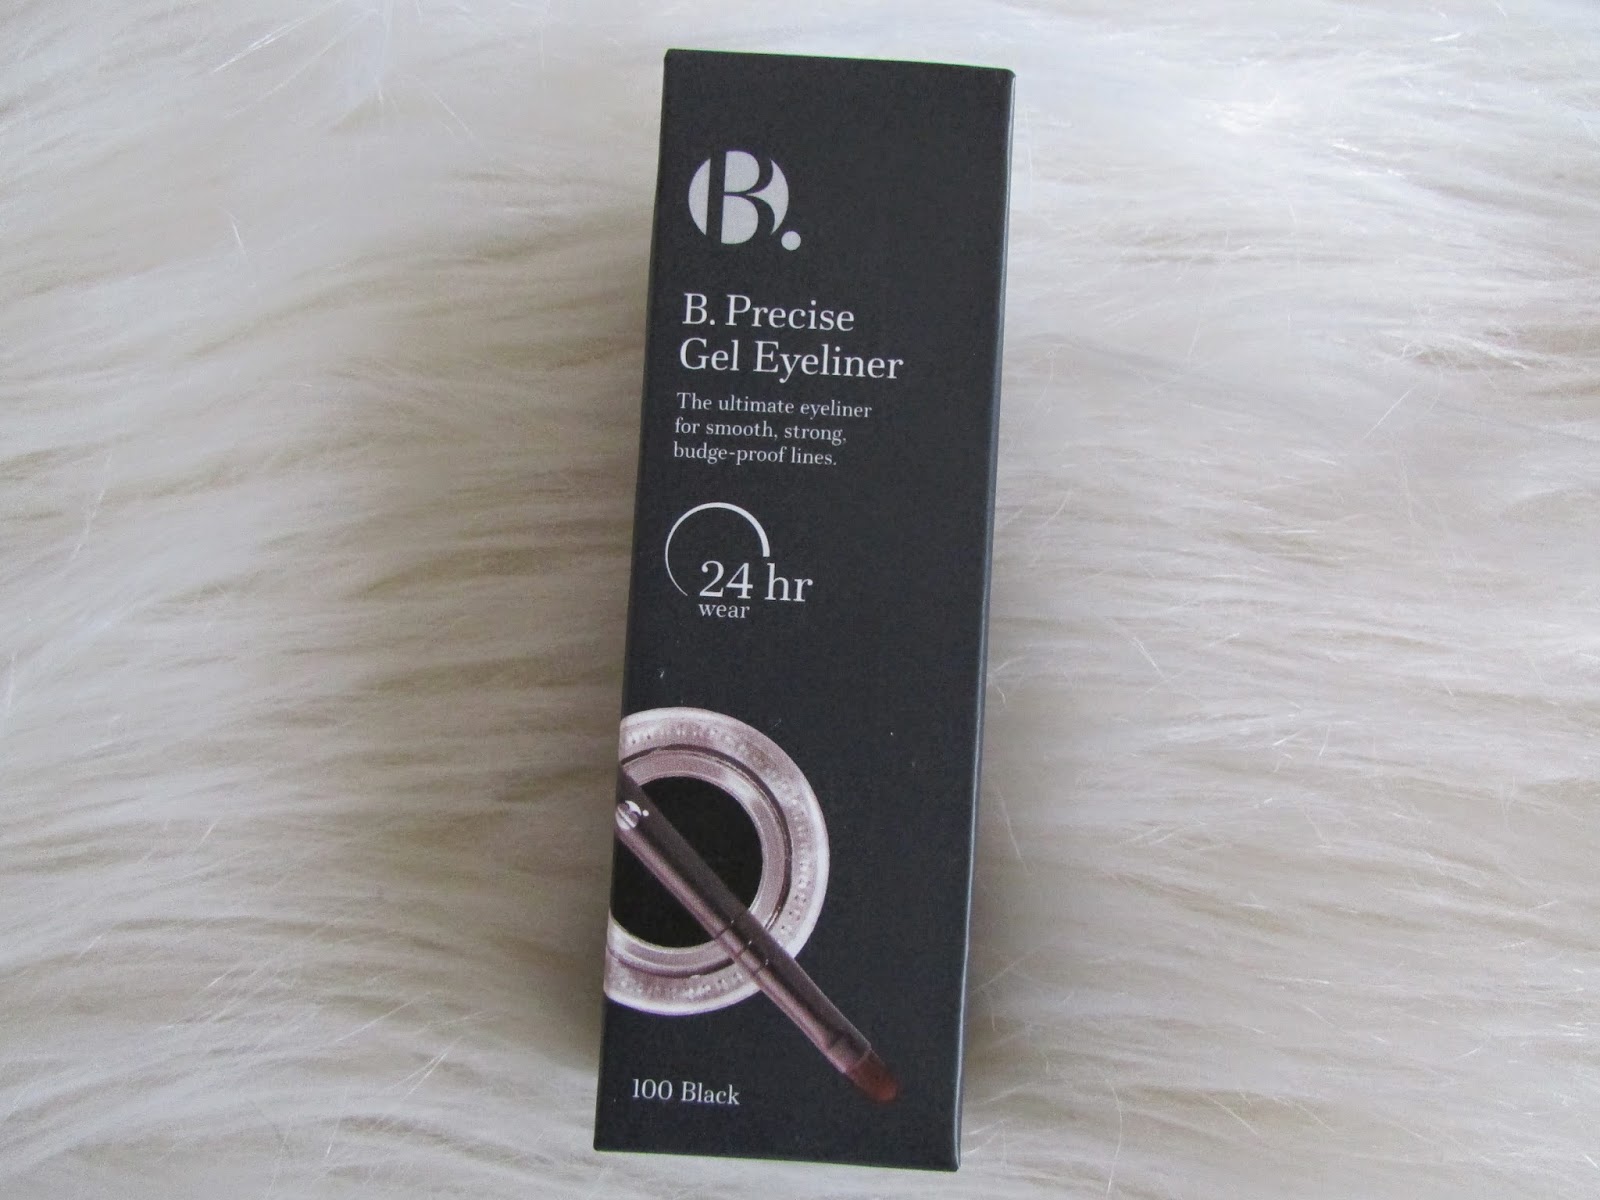 B.
B. Precise
Gel Eyeliner
The ultimate eyeliner
for smooth, strong,
budge-proof lines.
24 hr
wear
B.
100 Black